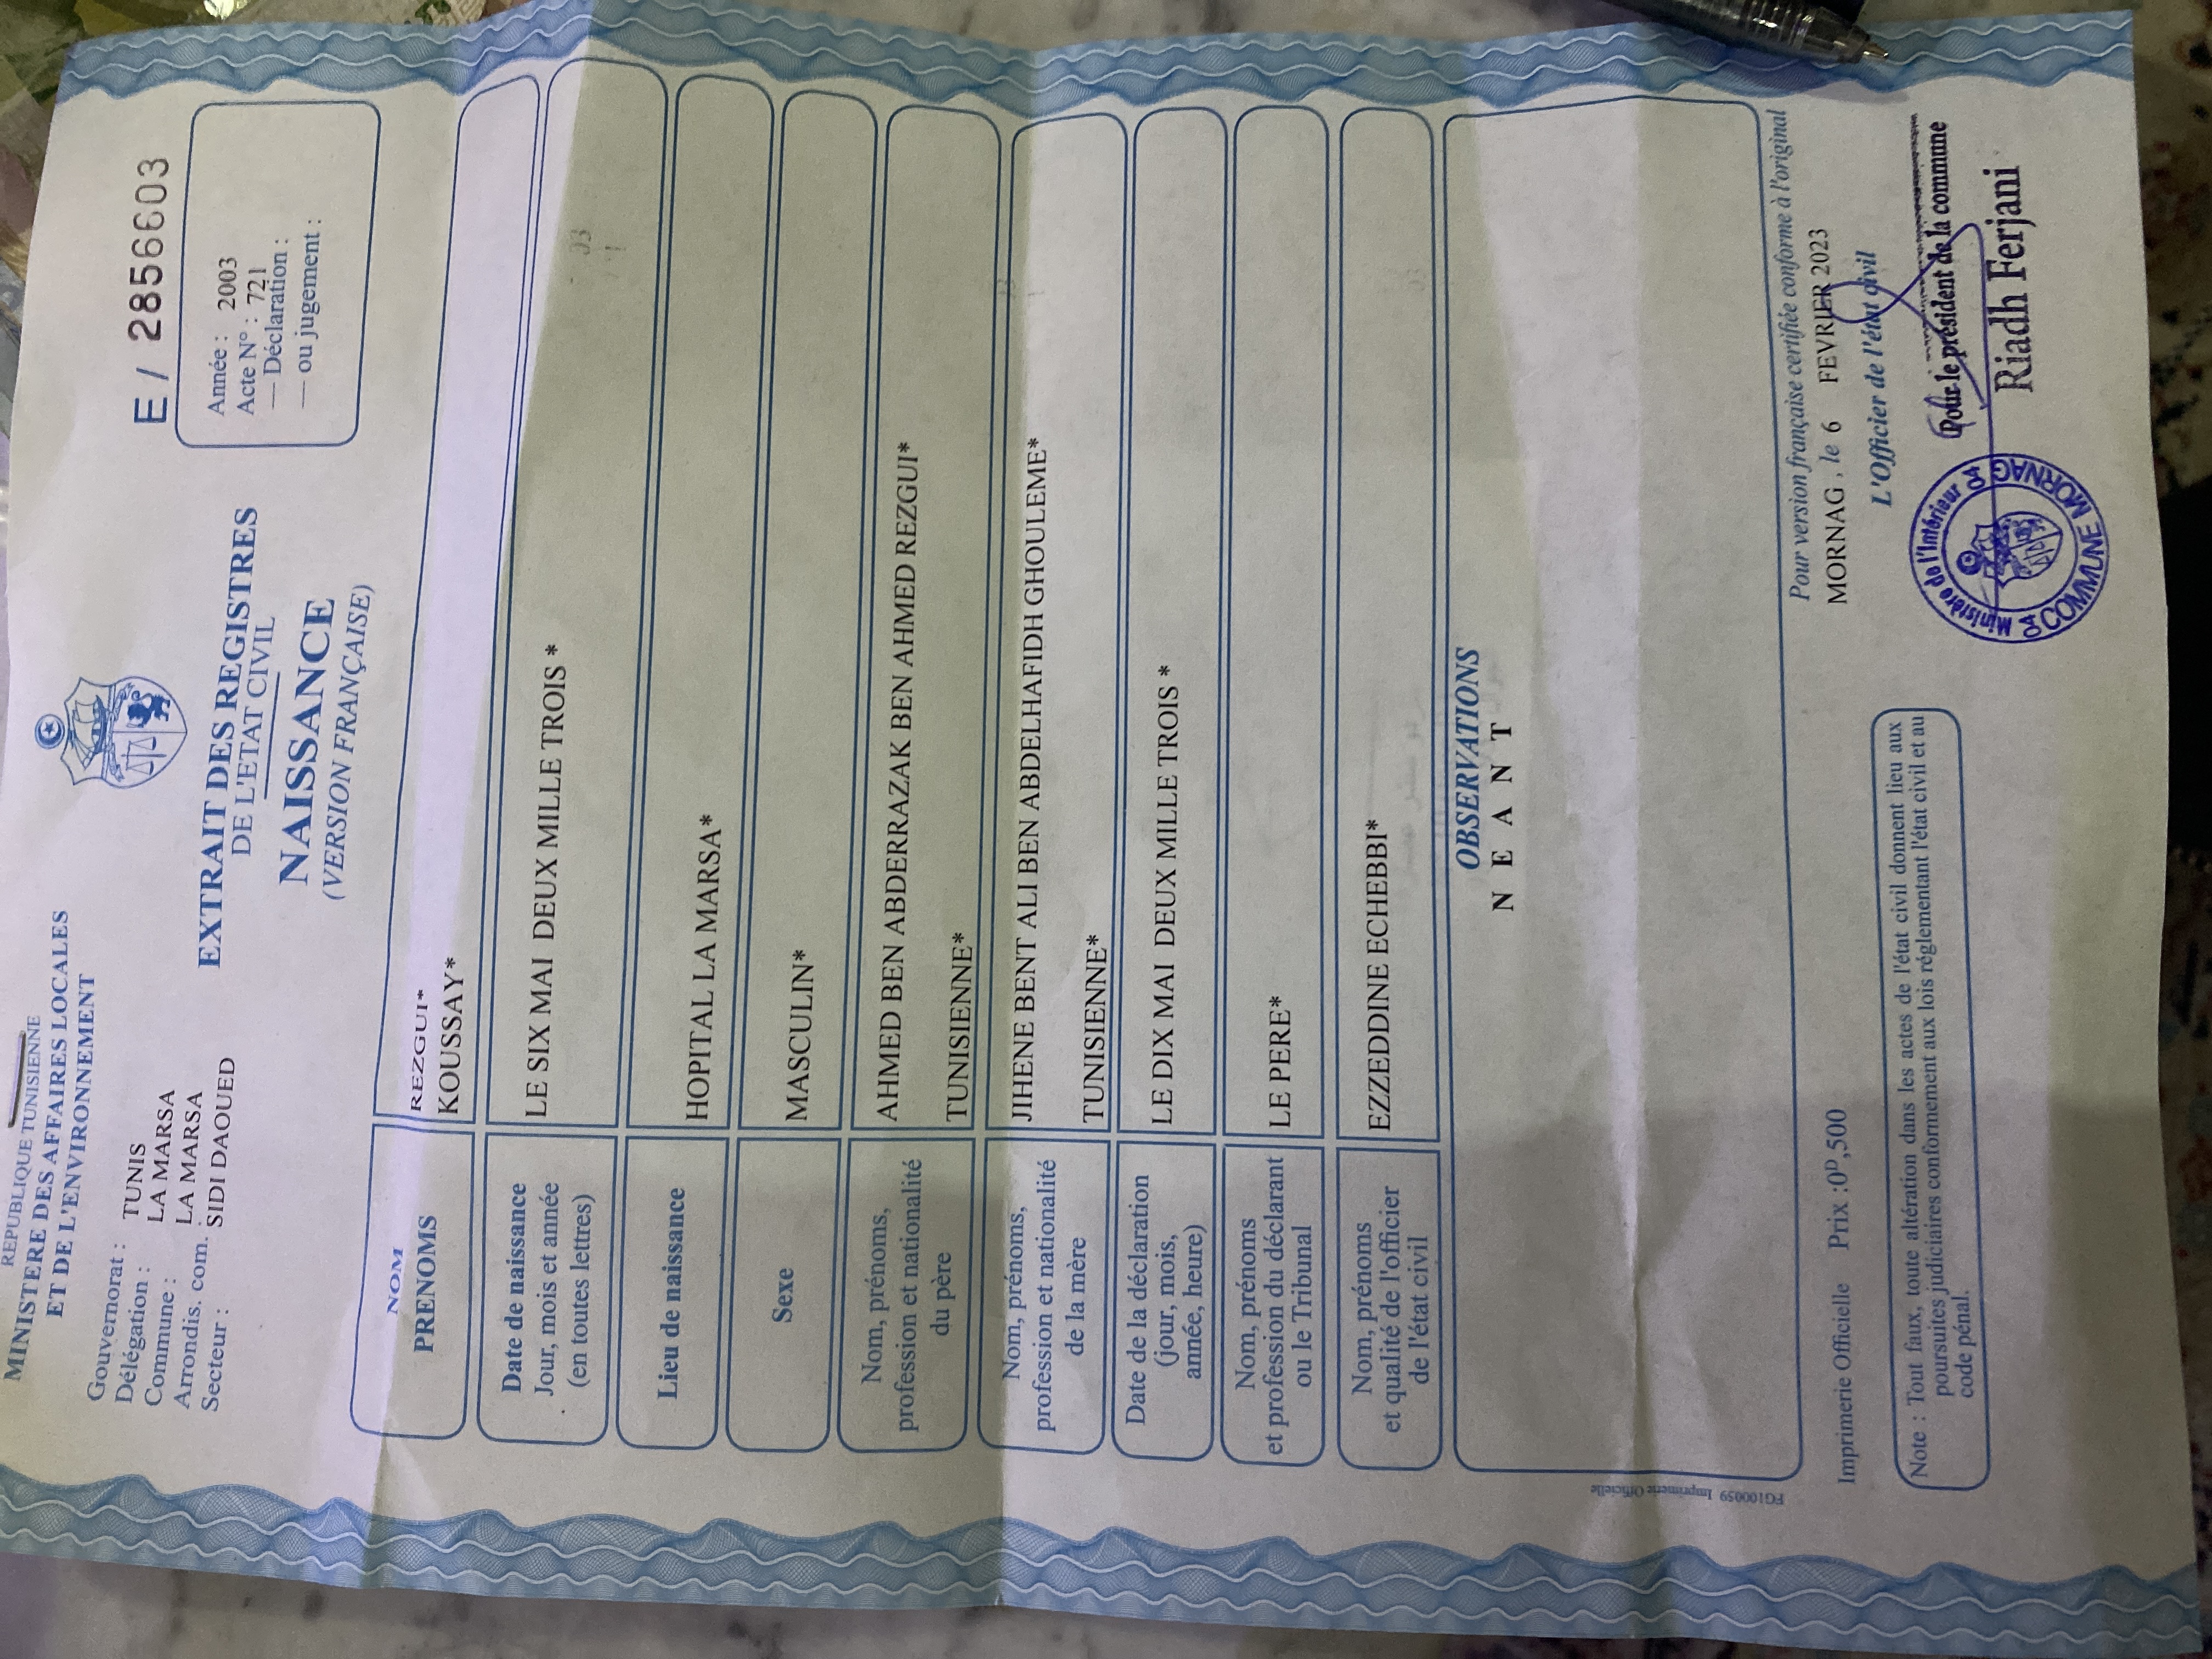 REPUBLIQUE TUNISIENNE
MINISTERE DES AFFAIRES LOCALES
ET DE L'ENVIRONNEMENT
Gouvernorat : TUNIS
Délégation : LA MARSA
Commune : LA MARSA
Arrondis. com. SIDI DAOUED
Secteur :
E / 2856603
Année : 2003
Acte N° : 721
— Déclaration :
— ou jugement :
EXTRAIT DES REGISTRES
DE L'ETAT CIVIL
NAISSANCE
(VERSION FRANÇAISE)
NOM REZGUI*
PRENOMS KOUSSAY*
Date de naissance
Jour, mois et année
(en toutes lettres)
LE SIX MAI DEUX MILLE TROIS *
Lieu de naissance
HOPITAL LA MARSA*
Sexe
MASCULIN*
Nom, prénoms,
profession et nationalité
du père
AHMED BEN ABDERRAZAK BEN AHMED REZGUI*
TUNISIENNE*
Nom, prénoms,
profession et nationalité
de la mère
JIHENE BENT ALI BEN ABDELHAFIDH GHOULEME*
TUNISIENNE*
Date de la déclaration
(jour, mois,
année, heure)
LE DIX MAI DEUX MILLE TROIS *
Nom, prénoms
et profession du déclarant
ou le Tribunal
LE PERE*
Nom, prénoms
et qualité de l'officier
de l'état civil
EZZEDDINE ECHEBBI*
OBSERVATIONS
N E A N T
FG100059 Imprimerie Officielle
Pour version française certifiée conforme à l'original
MORNAG , le 6 FEVRIER 2023
L'Officier de l'état civil
Pour le président de la commune
Riadh Ferjani
Ministère de l'Intérieur
COMMUNE MORNAG
Imprimerie Officielle Prix :0D,500
Note : Tout faux, toute altération dans les actes de l'état civil donnent lieu aux
poursuites judiciaires conformement aux lois réglementant l'état civil et au
code pénal.